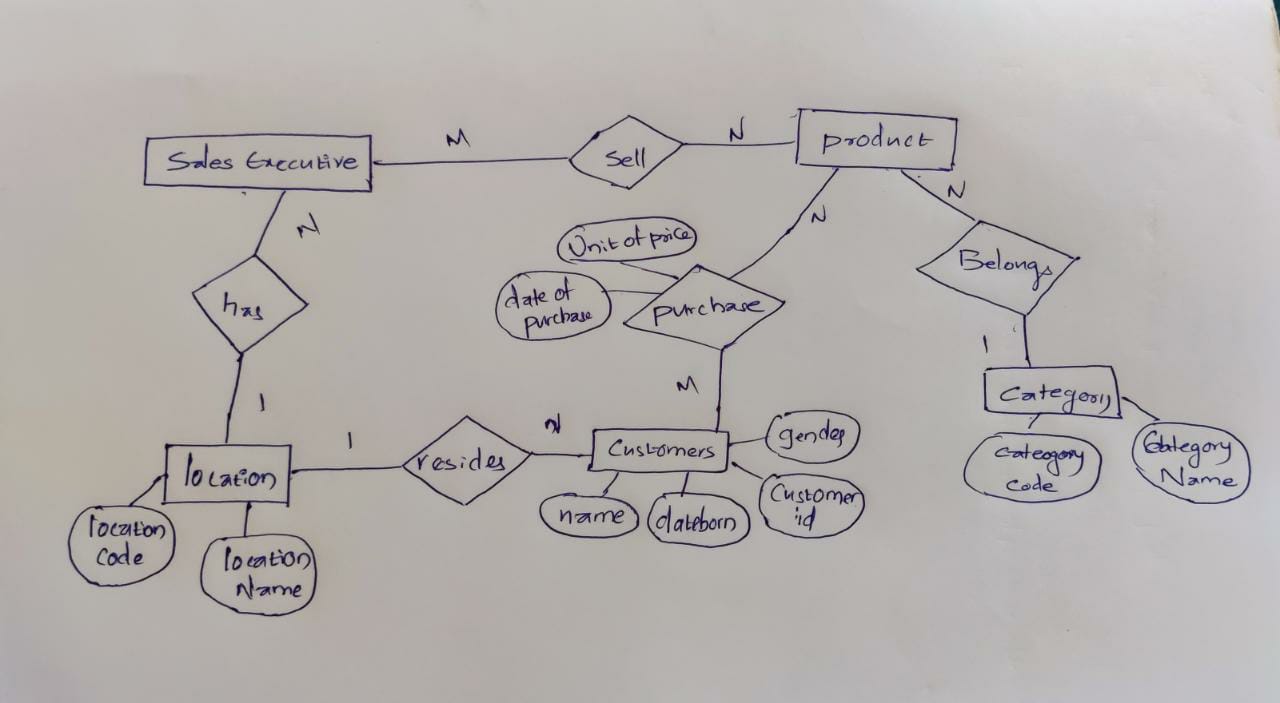 M
N
Product
Sales Executive
Sell
N
N
N
Unit of price
Belongs
has
date of
purchase
purchase
1
M
Category
1
1
N
gender
Customers
resides
location
Cateogory
Code
Category
Name
Customer
id
name
dateborn
location
Code
location
Name